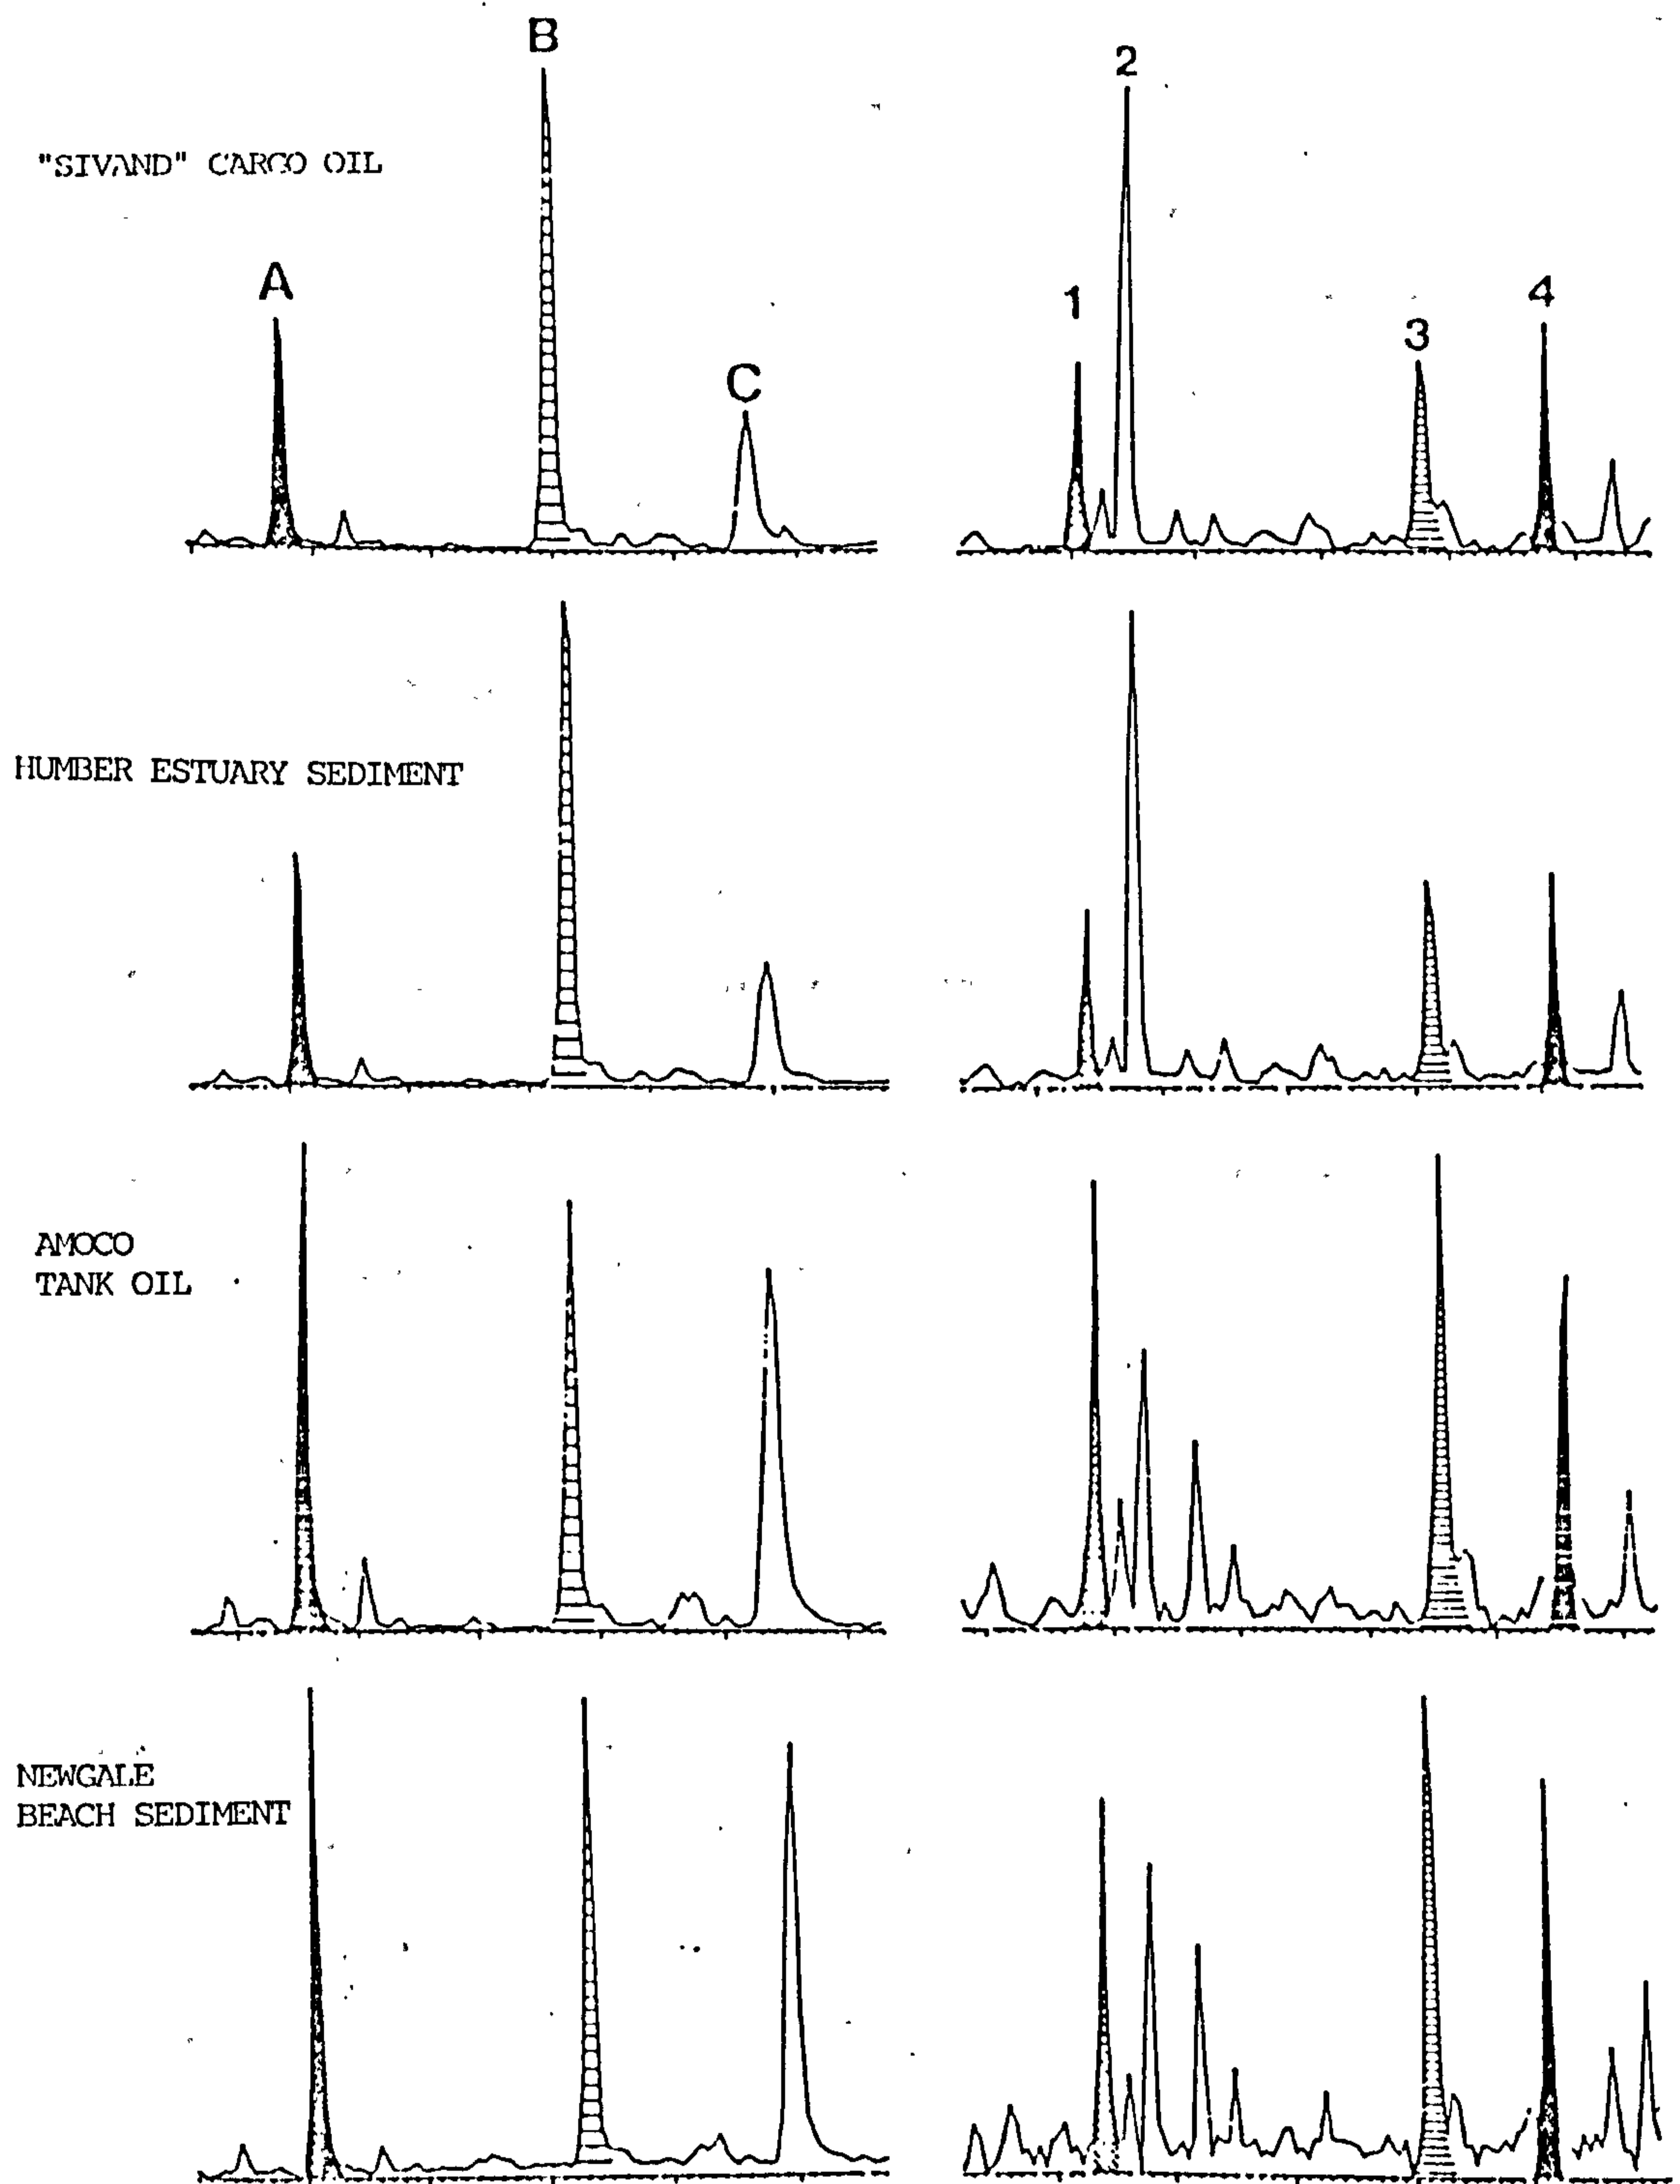 B
2
"SIVAND" CARGO OIL
A
1
4
3
C
HUMBER ESTUARY SEDIMENT
AMOCO
TANK OIL
NEWGALE
BEACH SEDIMENT